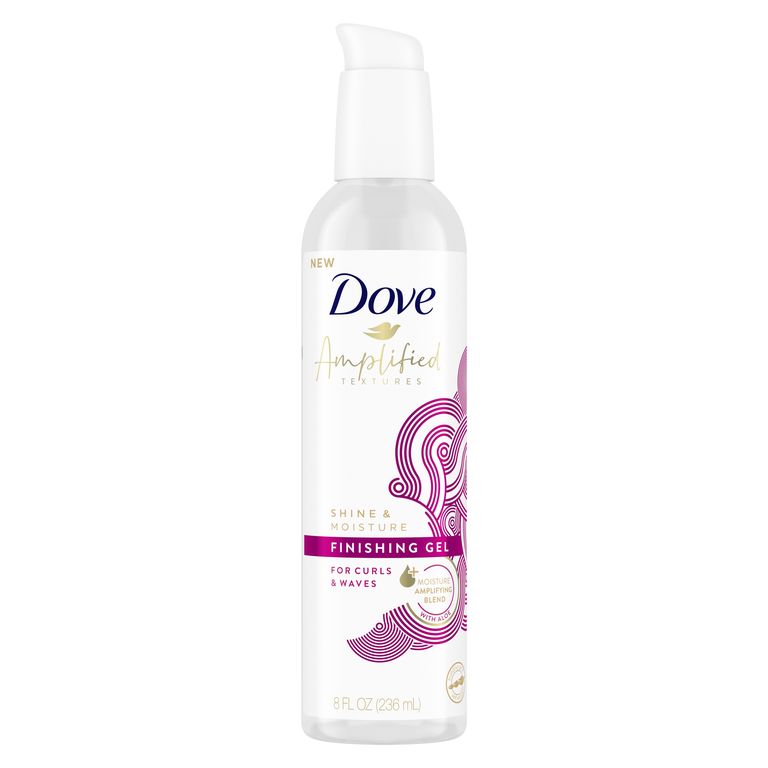 NEW
Dove
Amplified
TEXTURES
SHINE &
MOISTURE
FINISHING GEL
FOR CURLS
& WAVES
MOISTURE
AMPLIFYING
BLEND
WITH ALOE
8 FL OZ (236 mL)